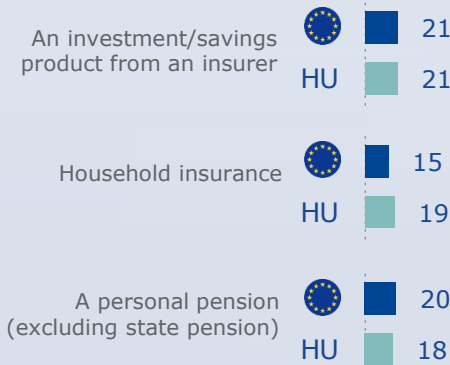 An investment/savings
product from an insurer
21
HU 21
Household insurance
15
HU 19
A personal pension
(excluding state pension)
20
HU 18